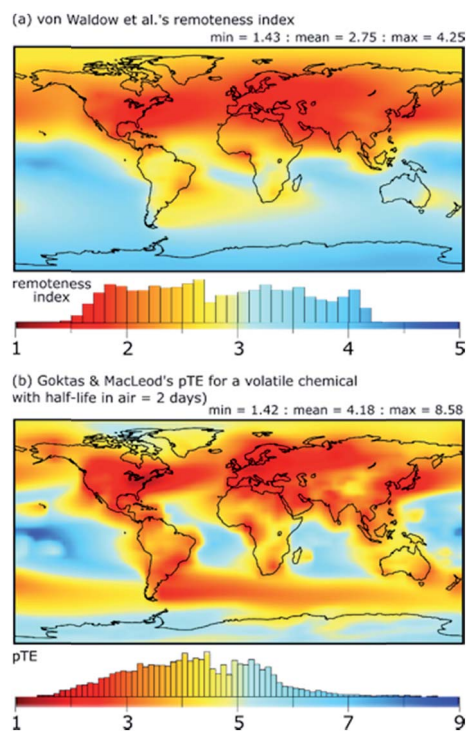 (a) von Waldow et al.'s remoteness index
min = 1.43 : mean = 2.75 : max = 4.25
remoteness
index
1 2 3 4 5
(b) Goktas & MacLeod's pTE for a volatile chemical
with half-life in air = 2 days)
min = 1.42 : mean = 4.18 : max = 8.58
pTE
1 3 5 7 9